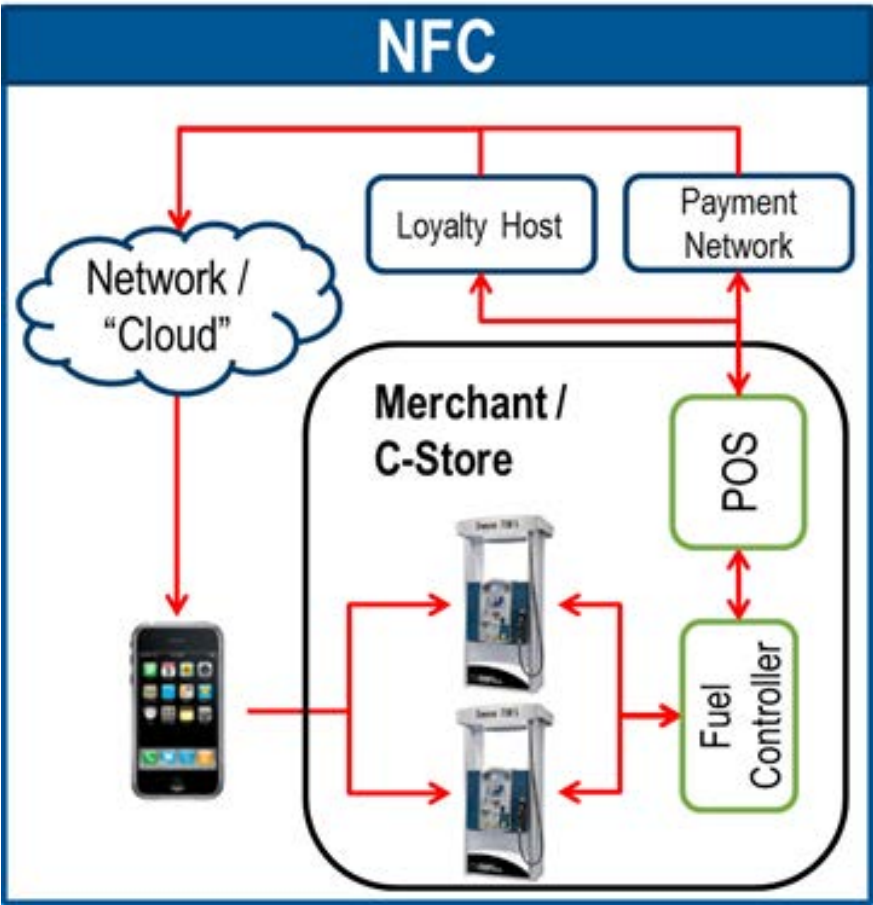 NFC
Loyalty Host
Payment
Network
Network /
“Cloud”
Merchant /
C-Store
POS
Fuel
Controller